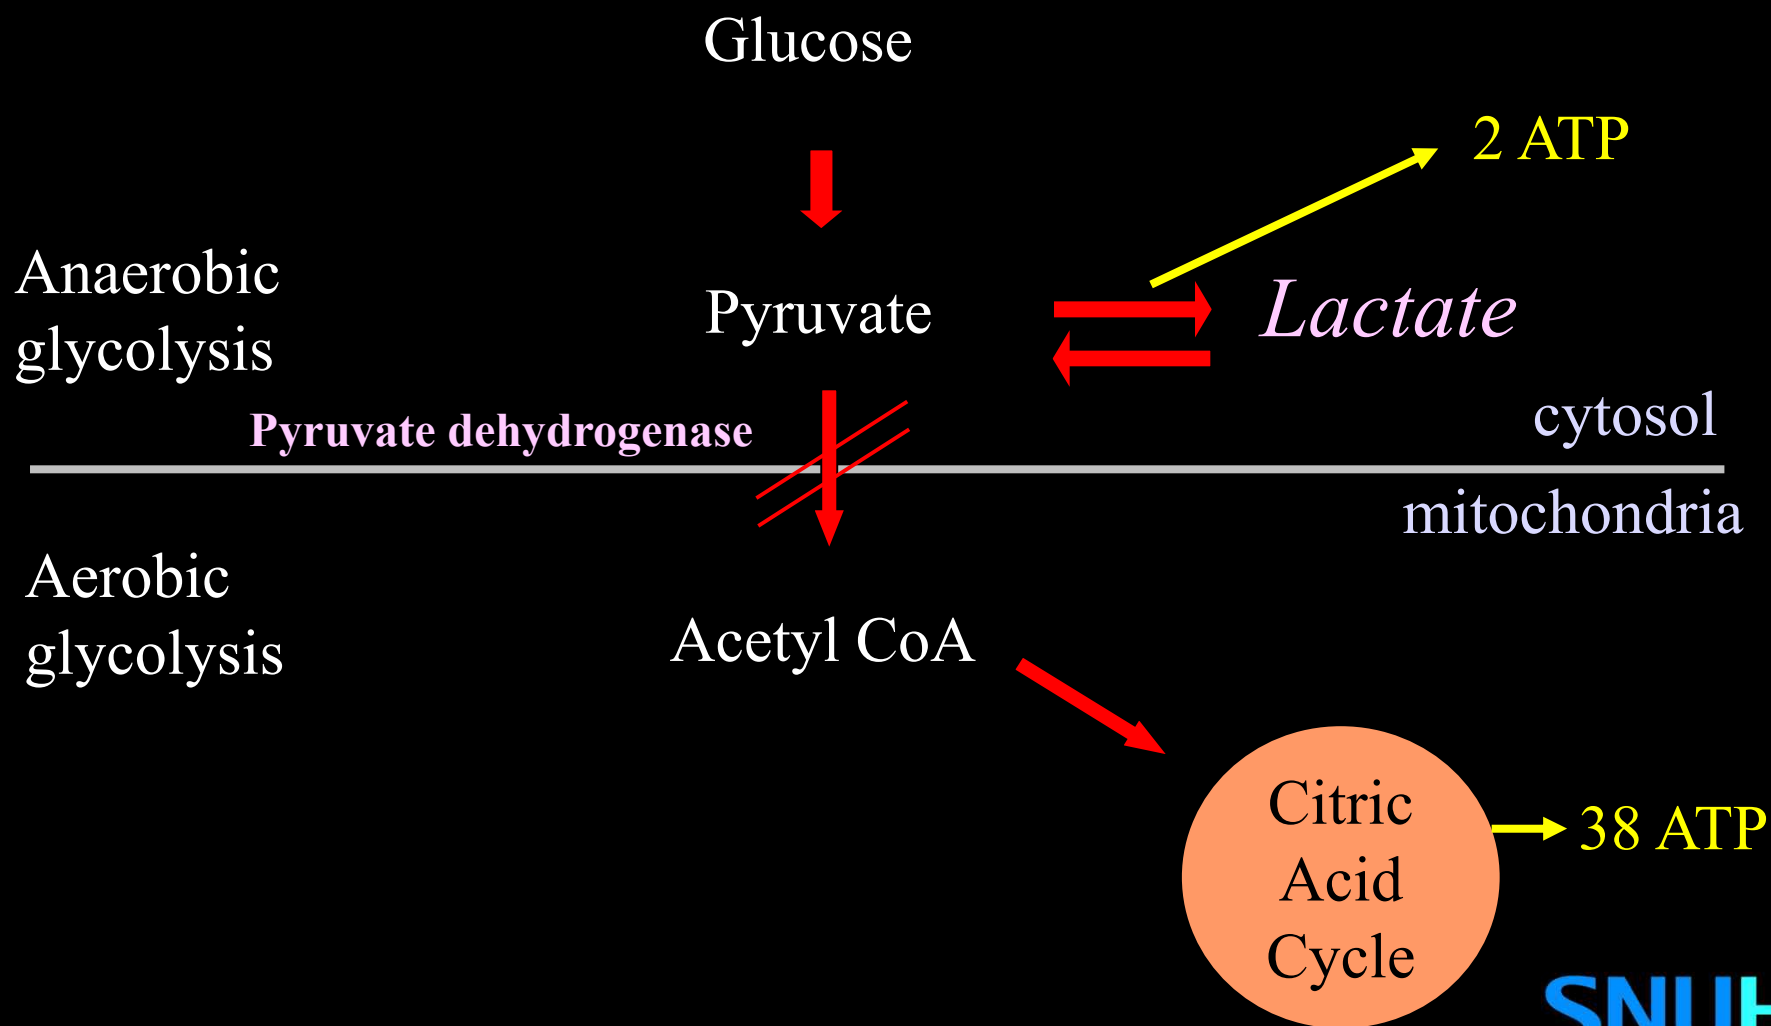 Glucose
2 ATP
Anaerobic
glycolysis
Pyruvate
Lactate
Pyruvate dehydrogenase
cytosol
mitochondria
Aerobic
glycolysis
Acetyl CoA
Citric
Acid
Cycle
38 ATP
SNUH